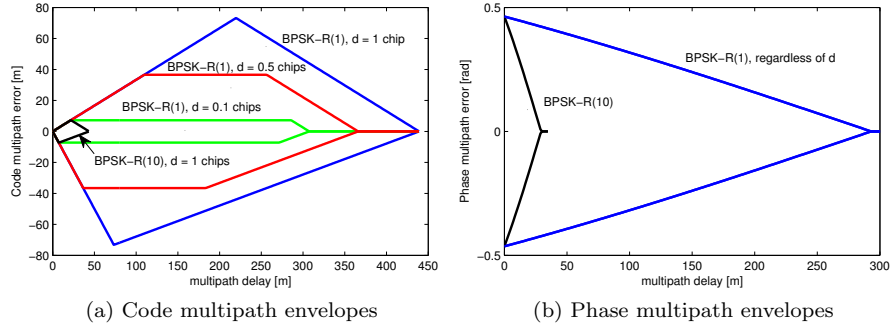 80
60
40
20
0
−20
−40
−60
−80
Code multipath error [m]
BPSK−R(1), d = 1 chip
BPSK−R(1), d = 0.5 chips
BPSK−R(1), d = 0.1 chips
BPSK−R(10), d = 1 chips
0 50 100 150 200 250 300 350 400 450
multipath delay [m]
(a) Code multipath envelopes
0.5
0
−0.5
Phase multipath error [rad]
BPSK−R(1), regardless of d
BPSK−R(10)
0 50 100 150 200 250 300
multipath delay [m]
(b) Phase multipath envelopes